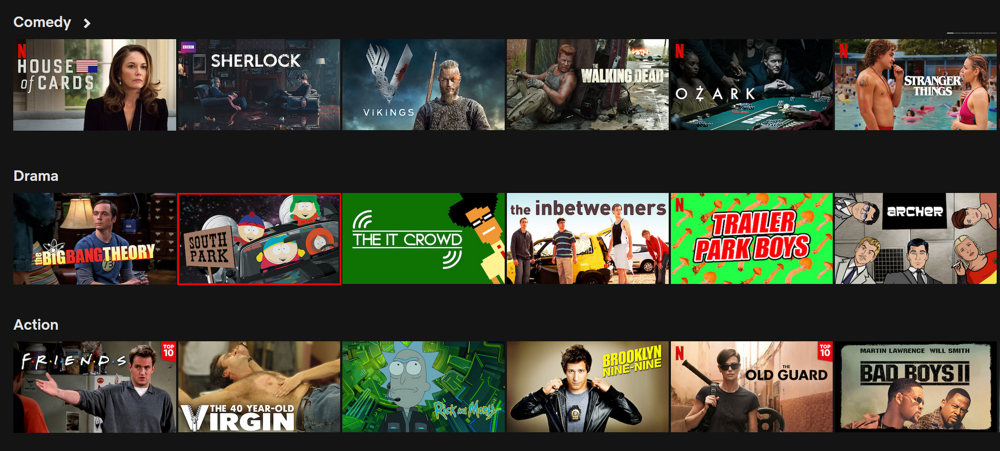 Comedy
N
HOUSE
of CARDS
BBC
SHERLOCK
VIKINGS
THE
WALKING DEAD
N
OZARK
N
STRANGER
THINGS
Drama
the BIG BANG THEORY
73
SOUTH
PARK
THE IT CROWD
the inbetweeners
N
TRAILER
PARK BOYS
ARCHER
Action
F·R·I·E·N·D·S
TOP
10
THE 40 YEAR-OLD
VIRGIN
Rick and Morty
BROOKLYN
NINE-NINE
N
TOP
10
THE
OLD GUARD
MARTIN LAWRENCE WILL SMITH
BAD BOYS II